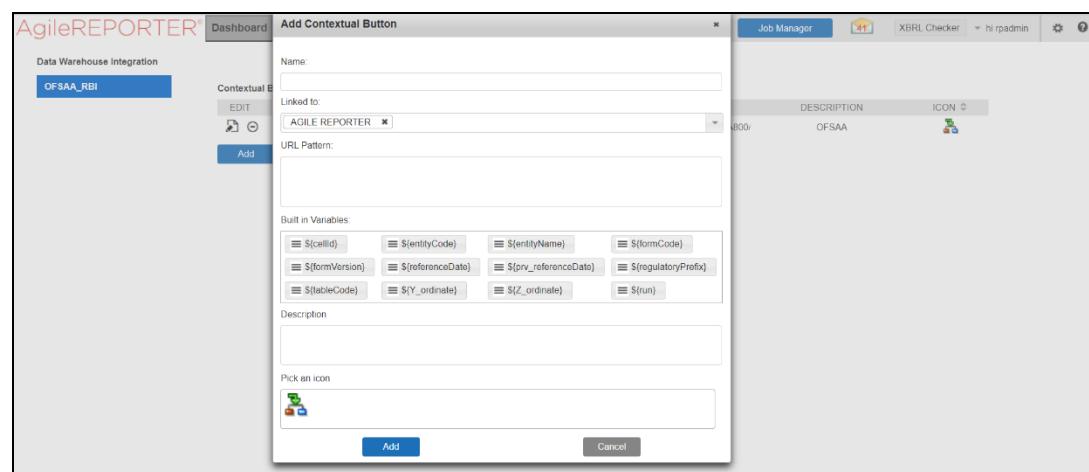 AgileREPORTER®
Dashboard
Add Contextual Button
Job Manager
41
XBRL Checker
hi rpadmin
Data Warehouse Integration
OFSAA_RBI
Contextual B
EDIT
DESCRIPTION
ICON
OFSAA
Add
Name:
Linked to:
AGILE REPORTER
URL Pattern:
Built in Variables:
${cellId} ${entityCode} ${entityName} ${formCode}
${formVersion} ${referenceDate} ${prv_referenceDate} ${regulatoryPrefix}
${tableCode} ${Y_ordinate} ${Z_ordinate} ${run}
Description
Pick an icon
Add Cancel